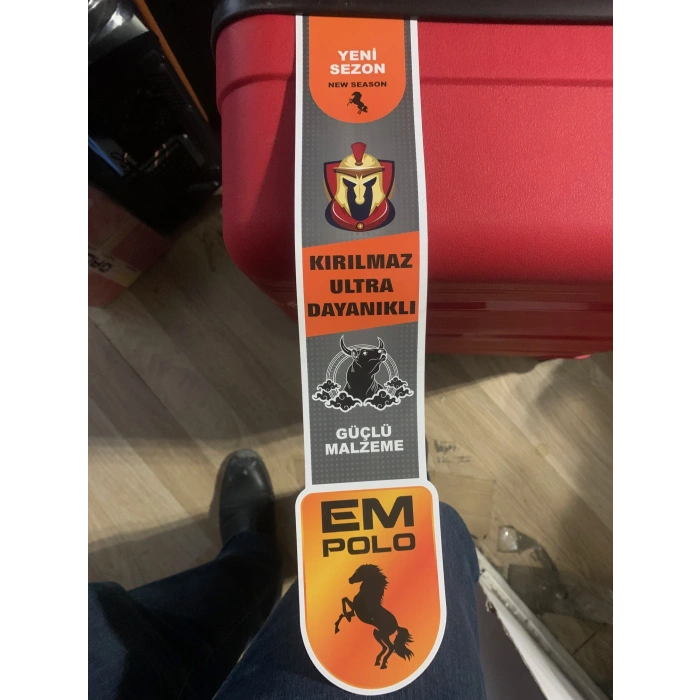 YENİ
SEZON
NEW SEASON
KIRILMAZ
ULTRA
DAYANIKLI
GÜÇLÜ
MALZEME
EM
POLO